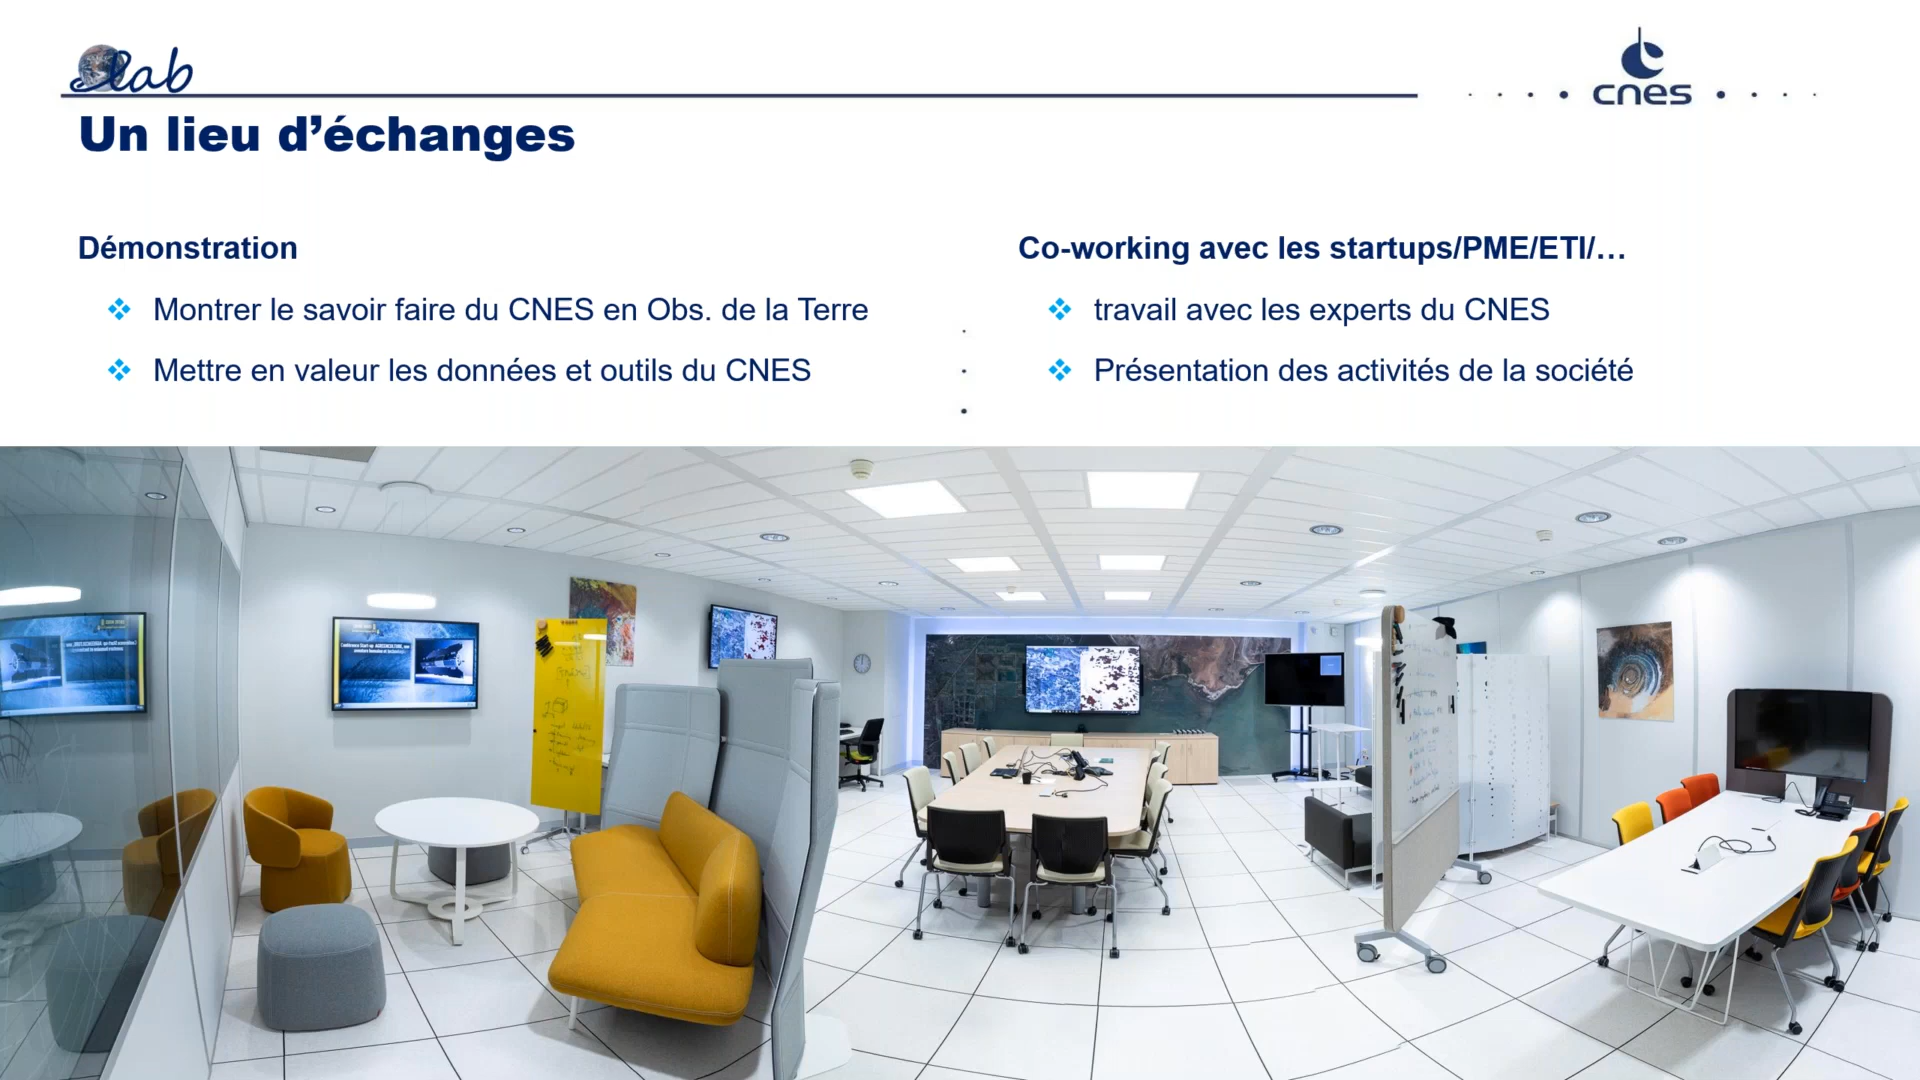 lab
cnes
Un lieu d’échanges
Démonstration
❖ Montrer le savoir faire du CNES en Obs. de la Terre
❖ Mettre en valeur les données et outils du CNES
Co-working avec les startups/PME/ETI/…
❖ travail avec les experts du CNES
❖ Présentation des activités de la société